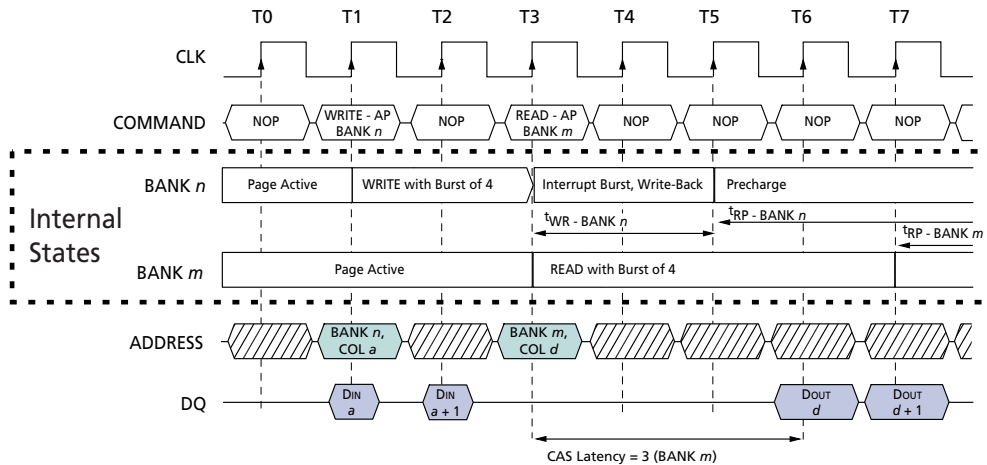 T0 T1 T2 T3 T4 T5 T6 T7
CLK
COMMAND NOP WRITE - AP BANK n NOP READ - AP BANK m NOP NOP NOP NOP
Internal States
BANK n Page Active WRITE with Burst of 4 Interrupt Burst, Write-Back Precharge
tWR - BANK n tRP - BANK n
tRP - BANK m
BANK m Page Active READ with Burst of 4
ADDRESS BANK n, COL a BANK m, COL d
DQ DIN a DIN a + 1 DOUT d DOUT d + 1
CAS Latency = 3 (BANK m)